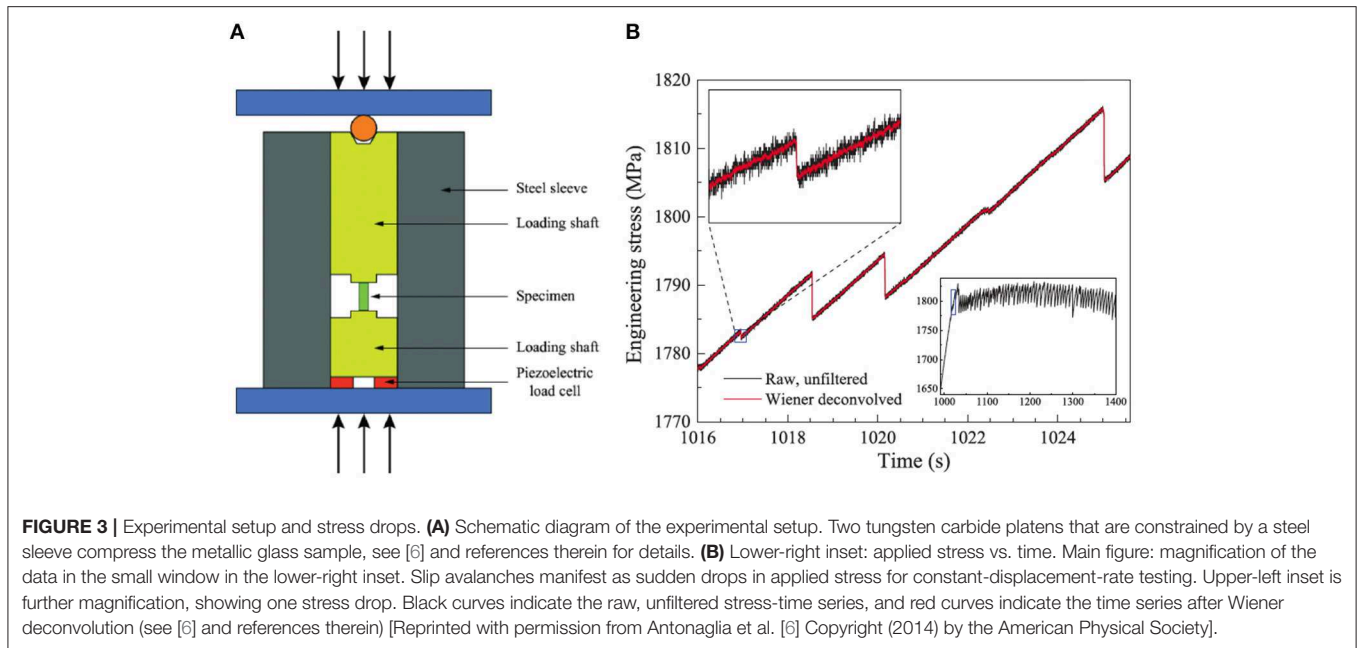 A
Steel sleeve
Loading shaft
Specimen
Loading shaft
Piezoelectric
load cell
B
Engineering stress (MPa)
1820
1810
1800
1790
1780
1770
1016
1018
1020
1022
1024
Time (s)
Raw, unfiltered
Wiener deconvolved
1800
1750
1700
1650
1000
1100
1200
1300
1400
FIGURE 3 | Experimental setup and stress drops. (A) Schematic diagram of the experimental setup. Two tungsten carbide platens that are constrained by a steel
sleeve compress the metallic glass sample, see [6] and references therein for details. (B) Lower-right inset: applied stress vs. time. Main figure: magnification of the
data in the small window in the lower-right inset. Slip avalanches manifest as sudden drops in applied stress for constant-displacement-rate testing. Upper-left inset is
further magnification, showing one stress drop. Black curves indicate the raw, unfiltered stress-time series, and red curves indicate the time series after Wiener
deconvolution (see [6] and references therein) [Reprinted with permission from Antonaglia et al. [6] Copyright (2014) by the American Physical Society].